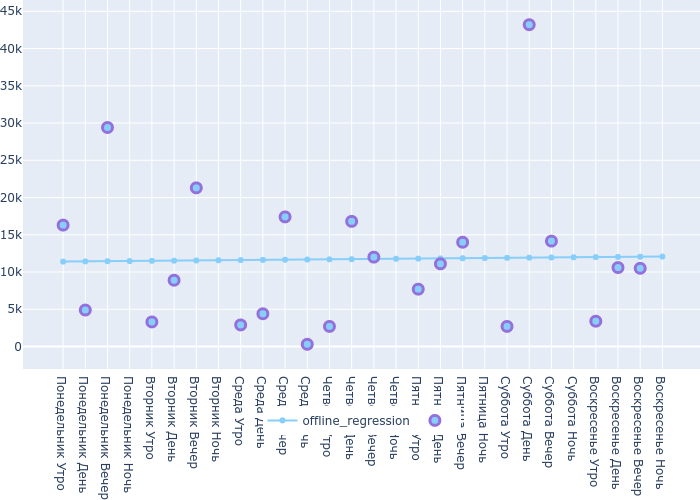 45k
40k
35k
30k
25k
20k
15k
10k
5k
0
Понедельник Утро
Понедельник День
Понедельник Вечер
Понедельник Ночь
Вторник Утро
Вторник День
Вторник Вечер
Вторник Ночь
Среда Утро
Среда День
Сред
Сред
Четв
Четв
Четв
Четв
Пятн
Пятн День
Пятн Вечер
Пятница Ночь
Суббота Утро
Суббота День
Суббота Вечер
Суббота Ночь
Воскресенье Утро
Воскресенье День
Воскресенье Вечер
Воскресенье Ночь
offline_regression